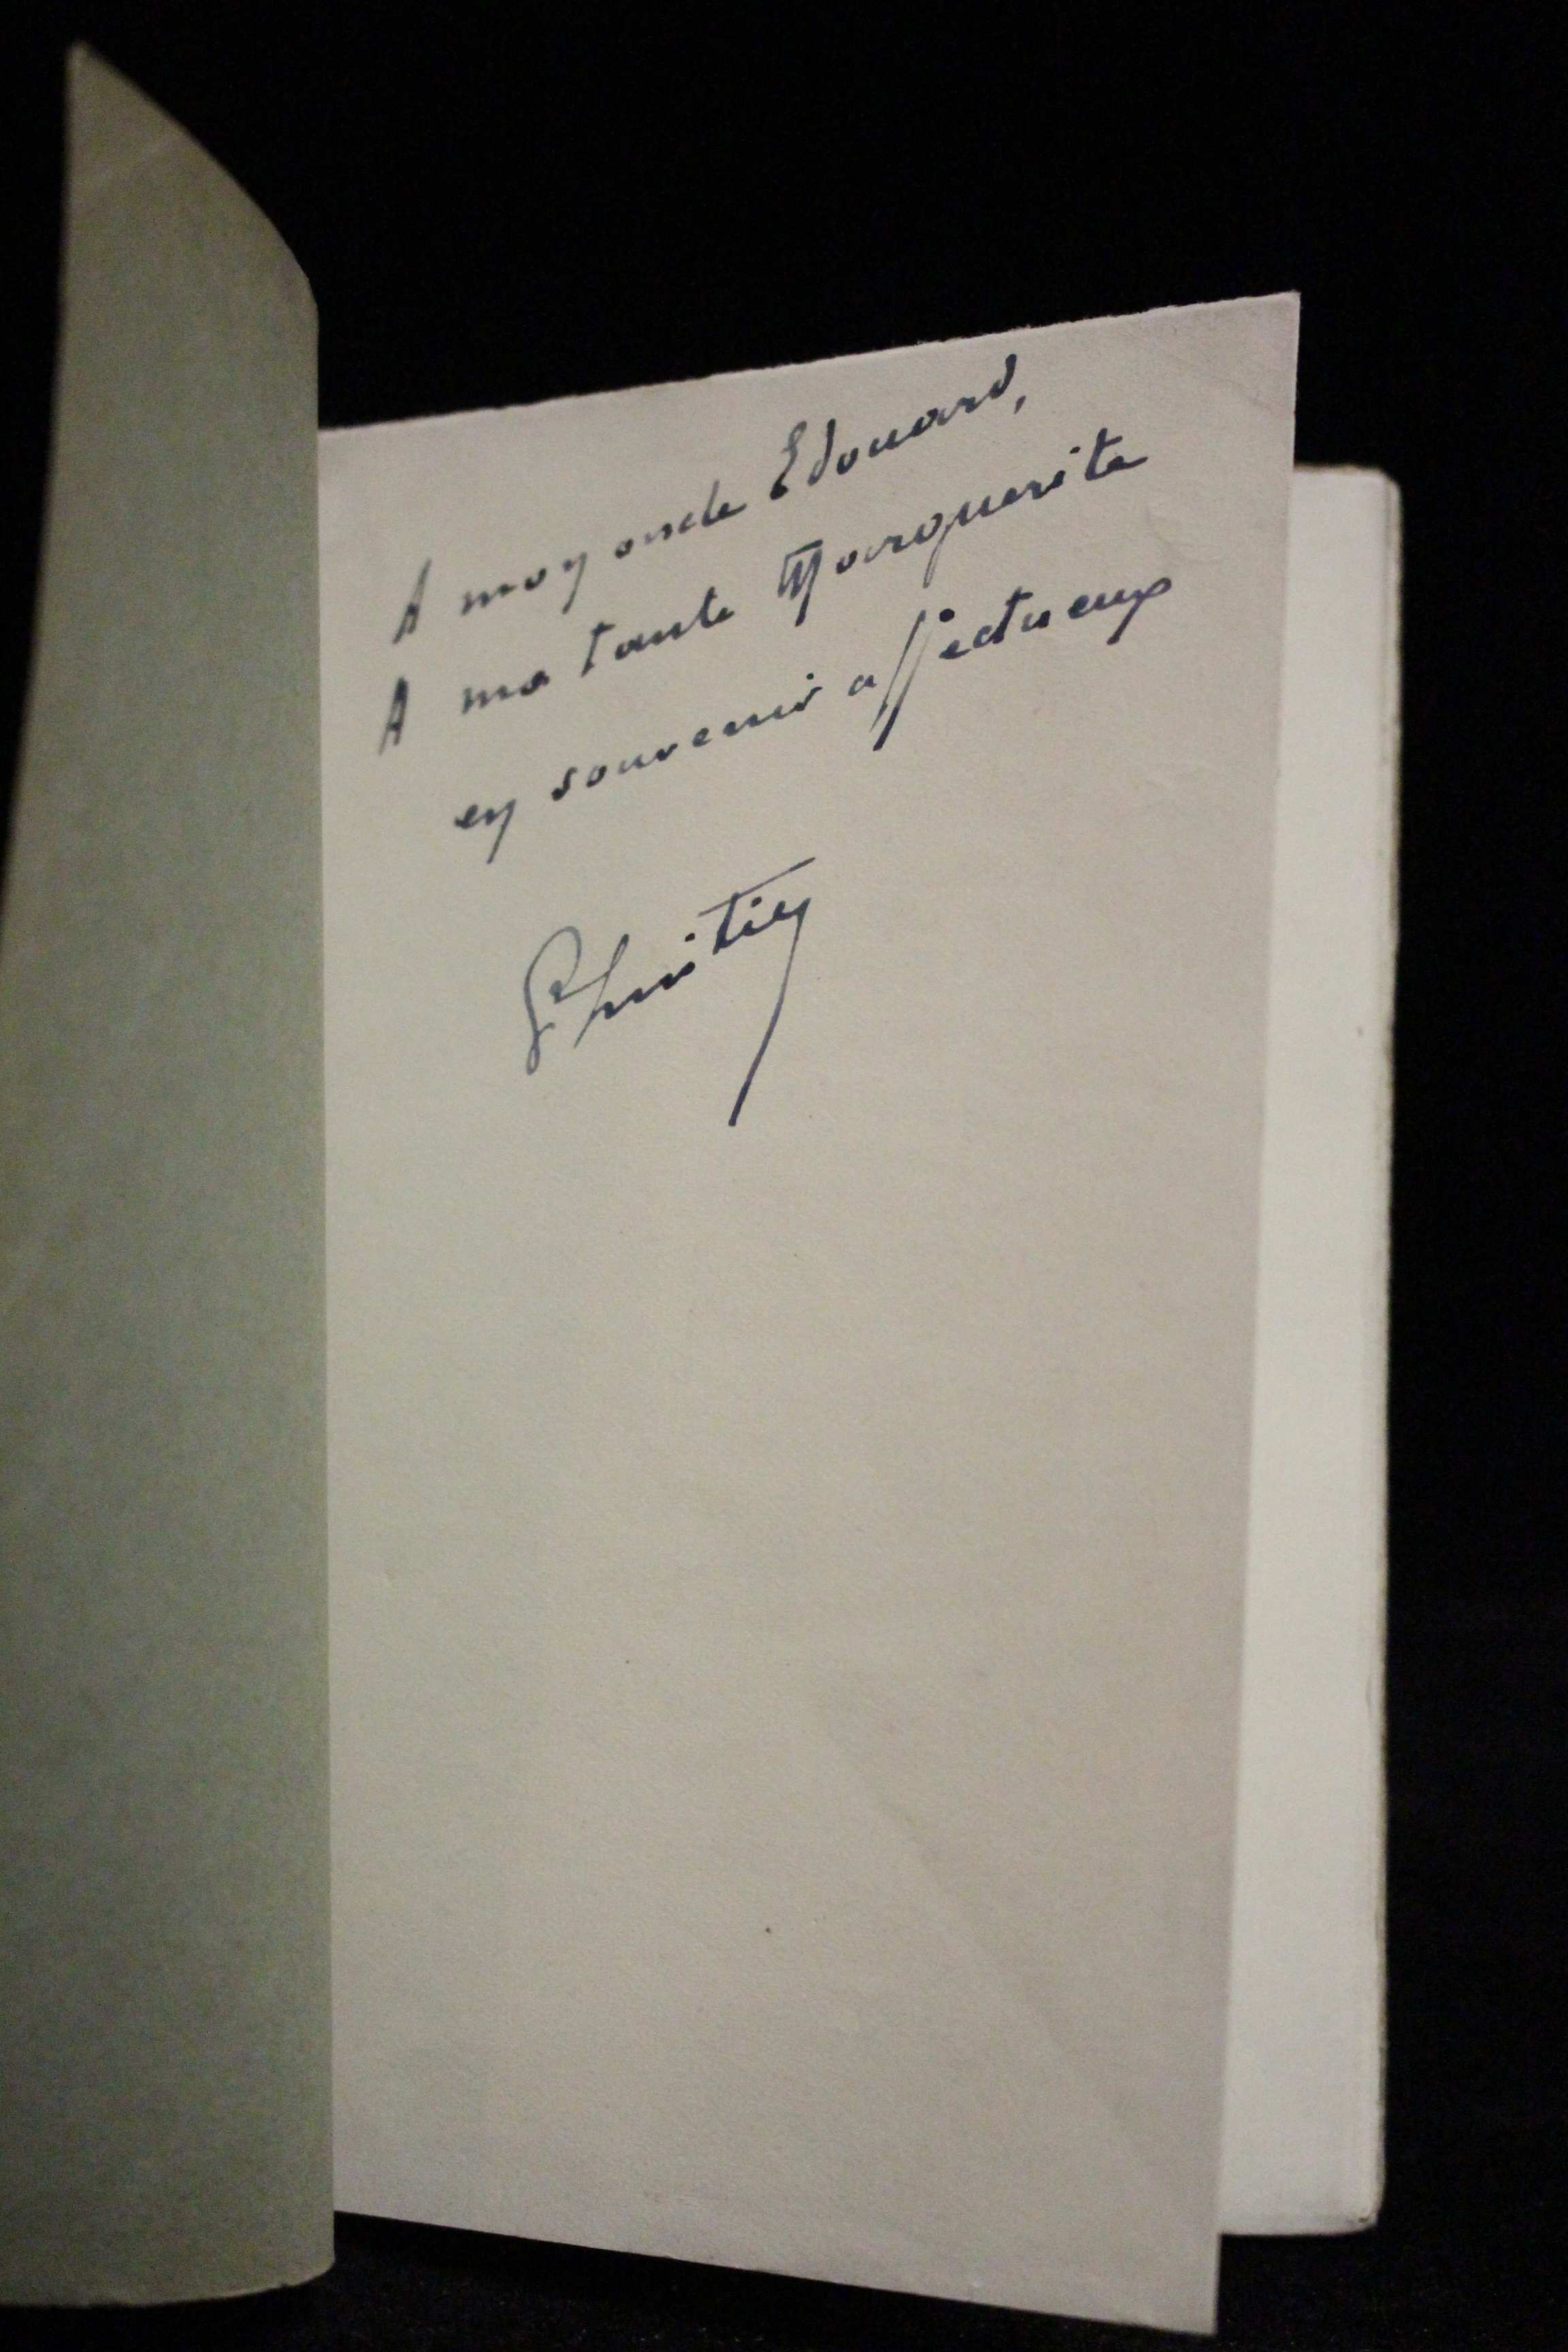 A mon oncle Edouard,
A ma tante Marguerite
en souvenir affectueux